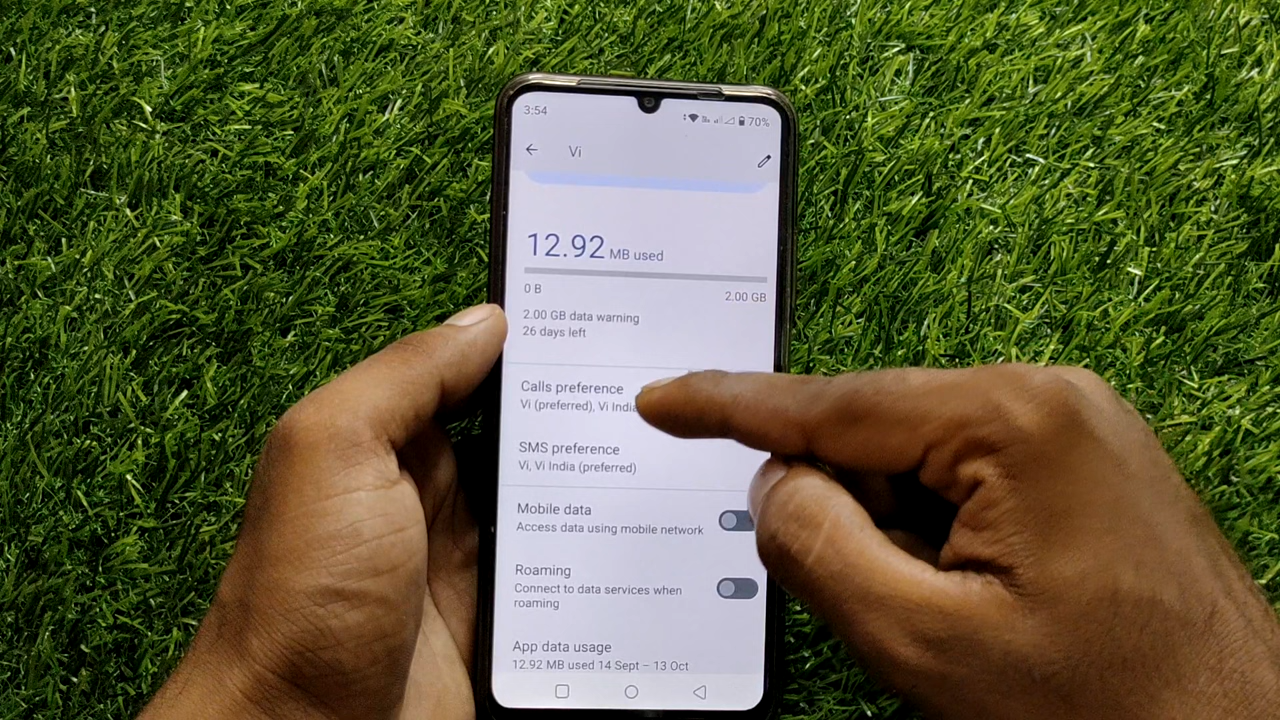 3:54
70%
Vi
12.92 MB used
0 B
2.00 GB
2.00 GB data warning
26 days left
Calls preference
Vi (preferred), Vi India
SMS preference
Vi, Vi India (preferred)
Mobile data
Access data using mobile network
Roaming
Connect to data services when
roaming
App data usage
12.92 MB used 14 Sept – 13 Oct